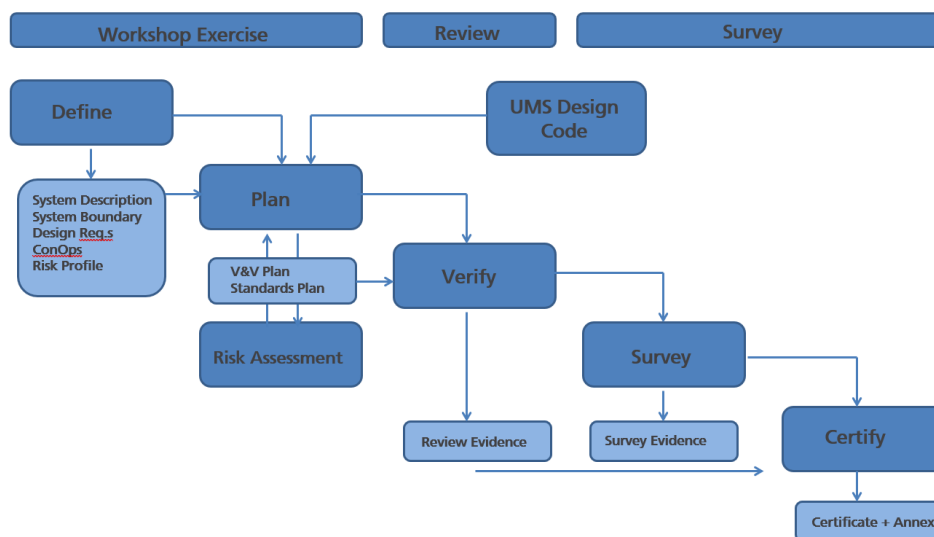 Workshop Exercise
Review
Survey
Define
UMS Design
Code
System Description
System Boundary
Design Req.s
ConOps
Risk Profile
Plan
V&V Plan
Standards Plan
Verify
Risk Assessment
Survey
Review Evidence
Survey Evidence
Certify
Certificate + Annex